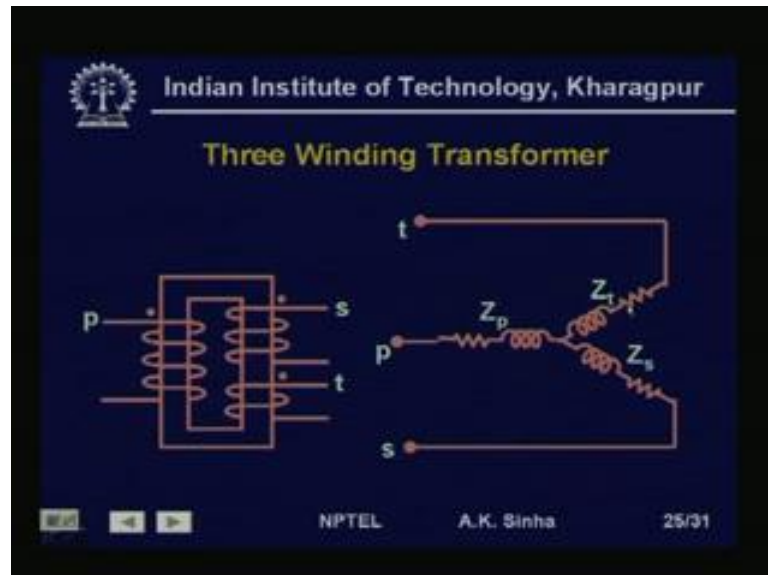 Indian Institute of Technology, Kharagpur
Three Winding Transformer
t
p
s
t
Zp
Zt
p
Zs
s
NPTEL A.K. Sinha 25/31